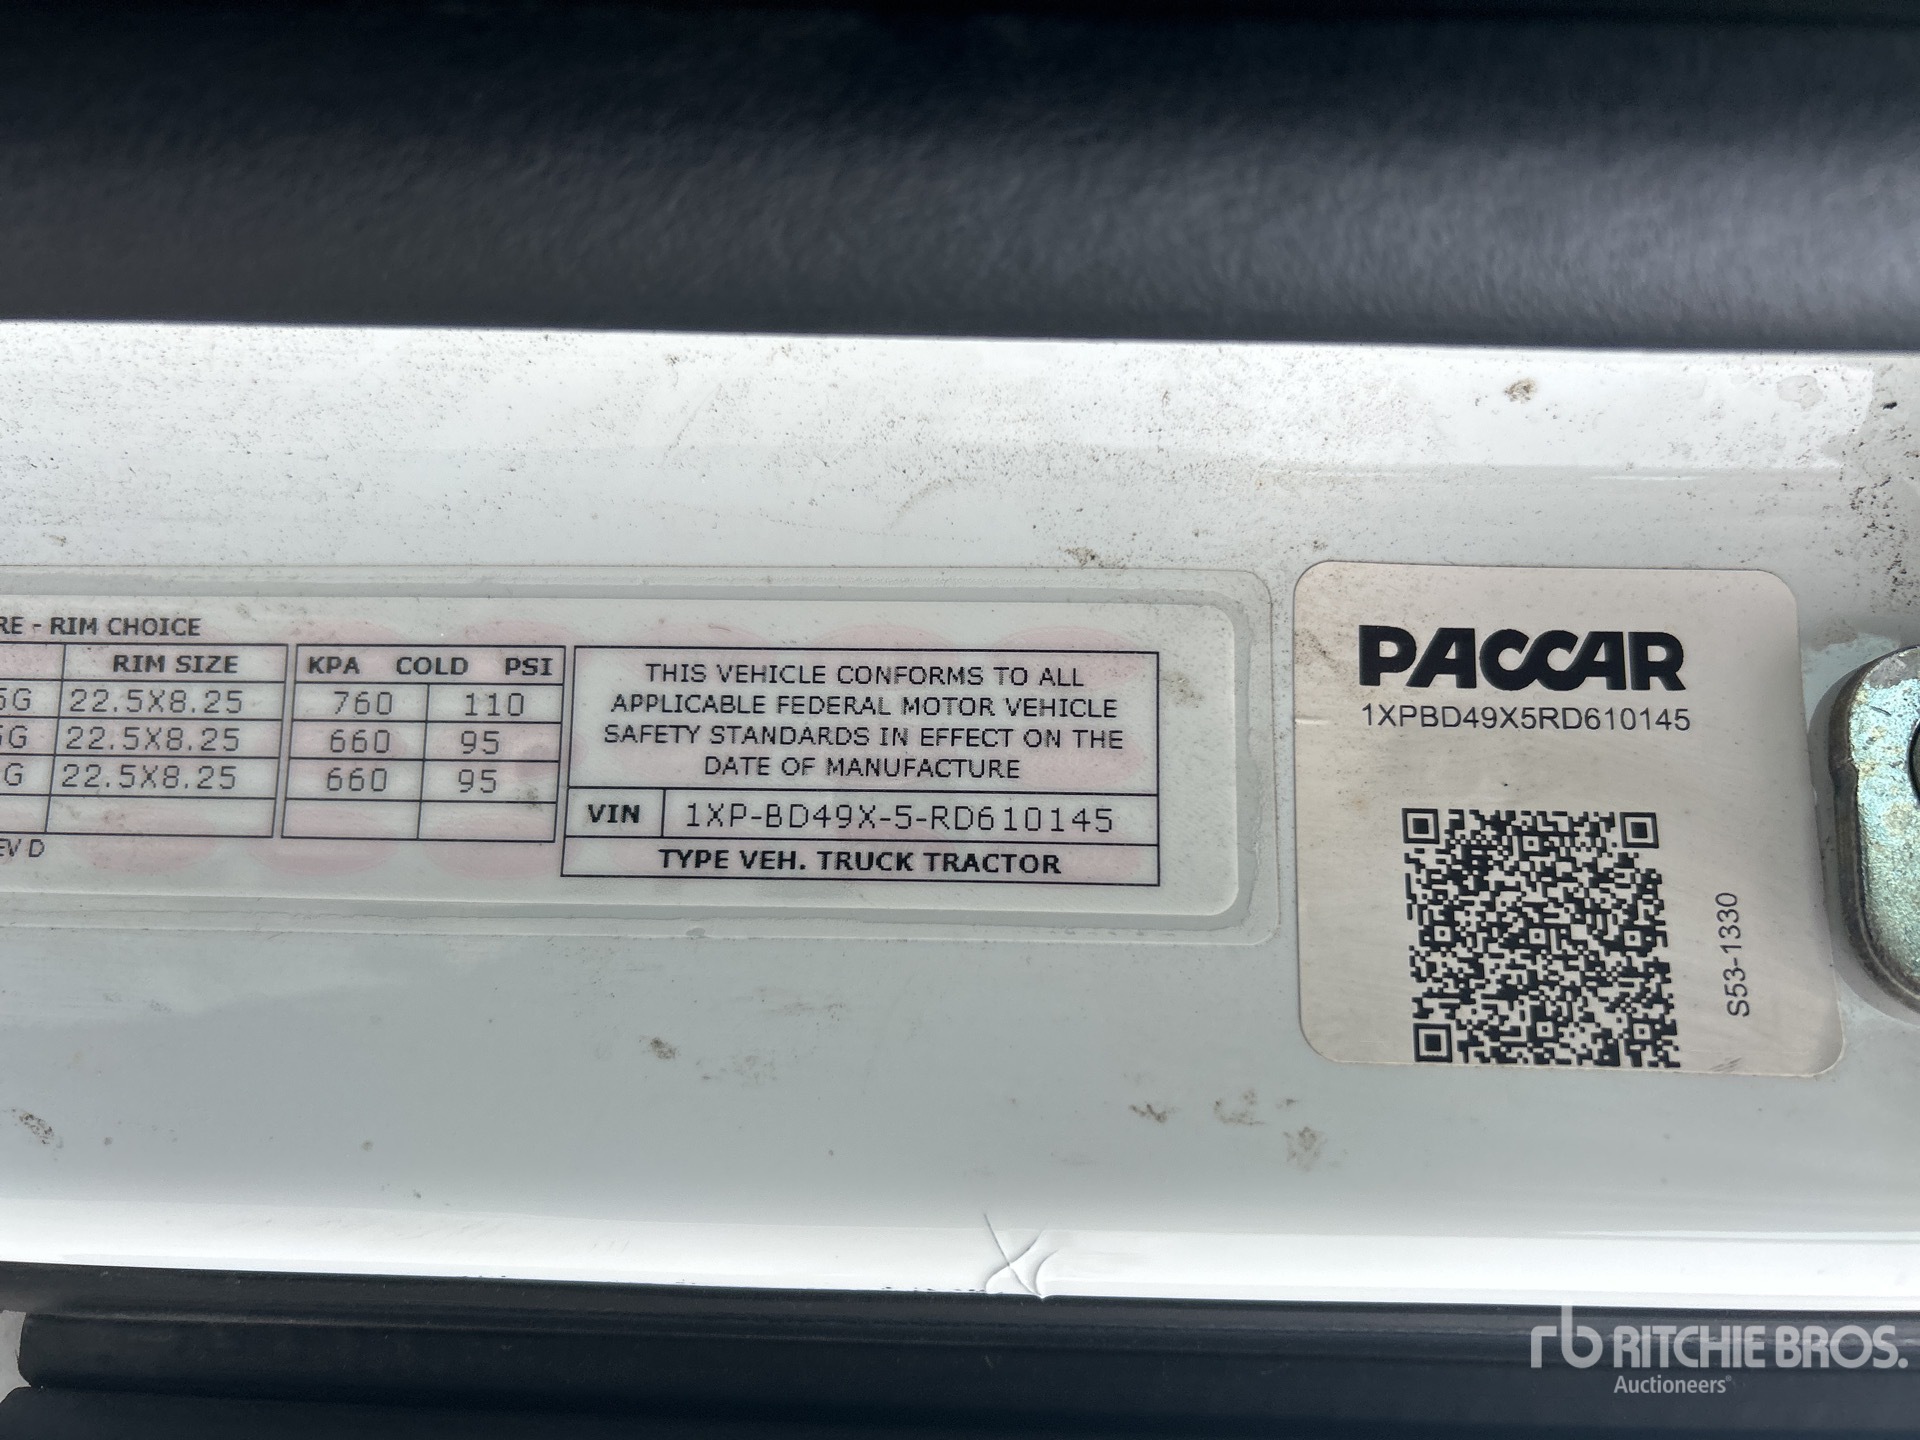 RE - RIM CHOICE
RIM SIZE
KPA COLD PSI
5G 22.5X8.25 760 110
5G 22.5X8.25 660 95
G 22.5X8.25 660 95
EV D
THIS VEHICLE CONFORMS TO ALL
APPLICABLE FEDERAL MOTOR VEHICLE
SAFETY STANDARDS IN EFFECT ON THE
DATE OF MANUFACTURE
VIN 1XP-BD49X-5-RD610145
TYPE VEH. TRUCK TRACTOR
PACCAR
1XPBD49X5RD610145
S53-1330
rb RITCHIE BROS.
Auctioneers